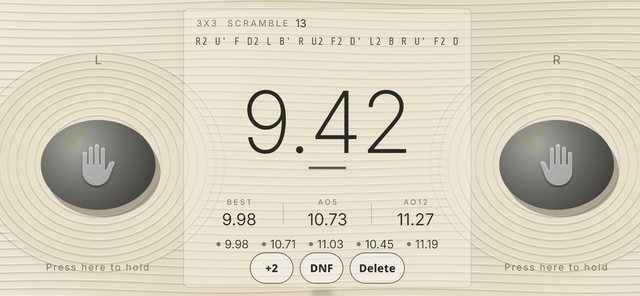 3X3 SCRAMBLE 13
R2 U' F D2 L B' R U2 F2 D' L2 B R U' F2 D
L
R
9.42
BEST AO5 AO12
9.98 10.73 11.27
• 9.98 • 10.71 • 11.03 • 10.45 • 11.19
Press here to hold
Press here to hold
+2 DNF Delete